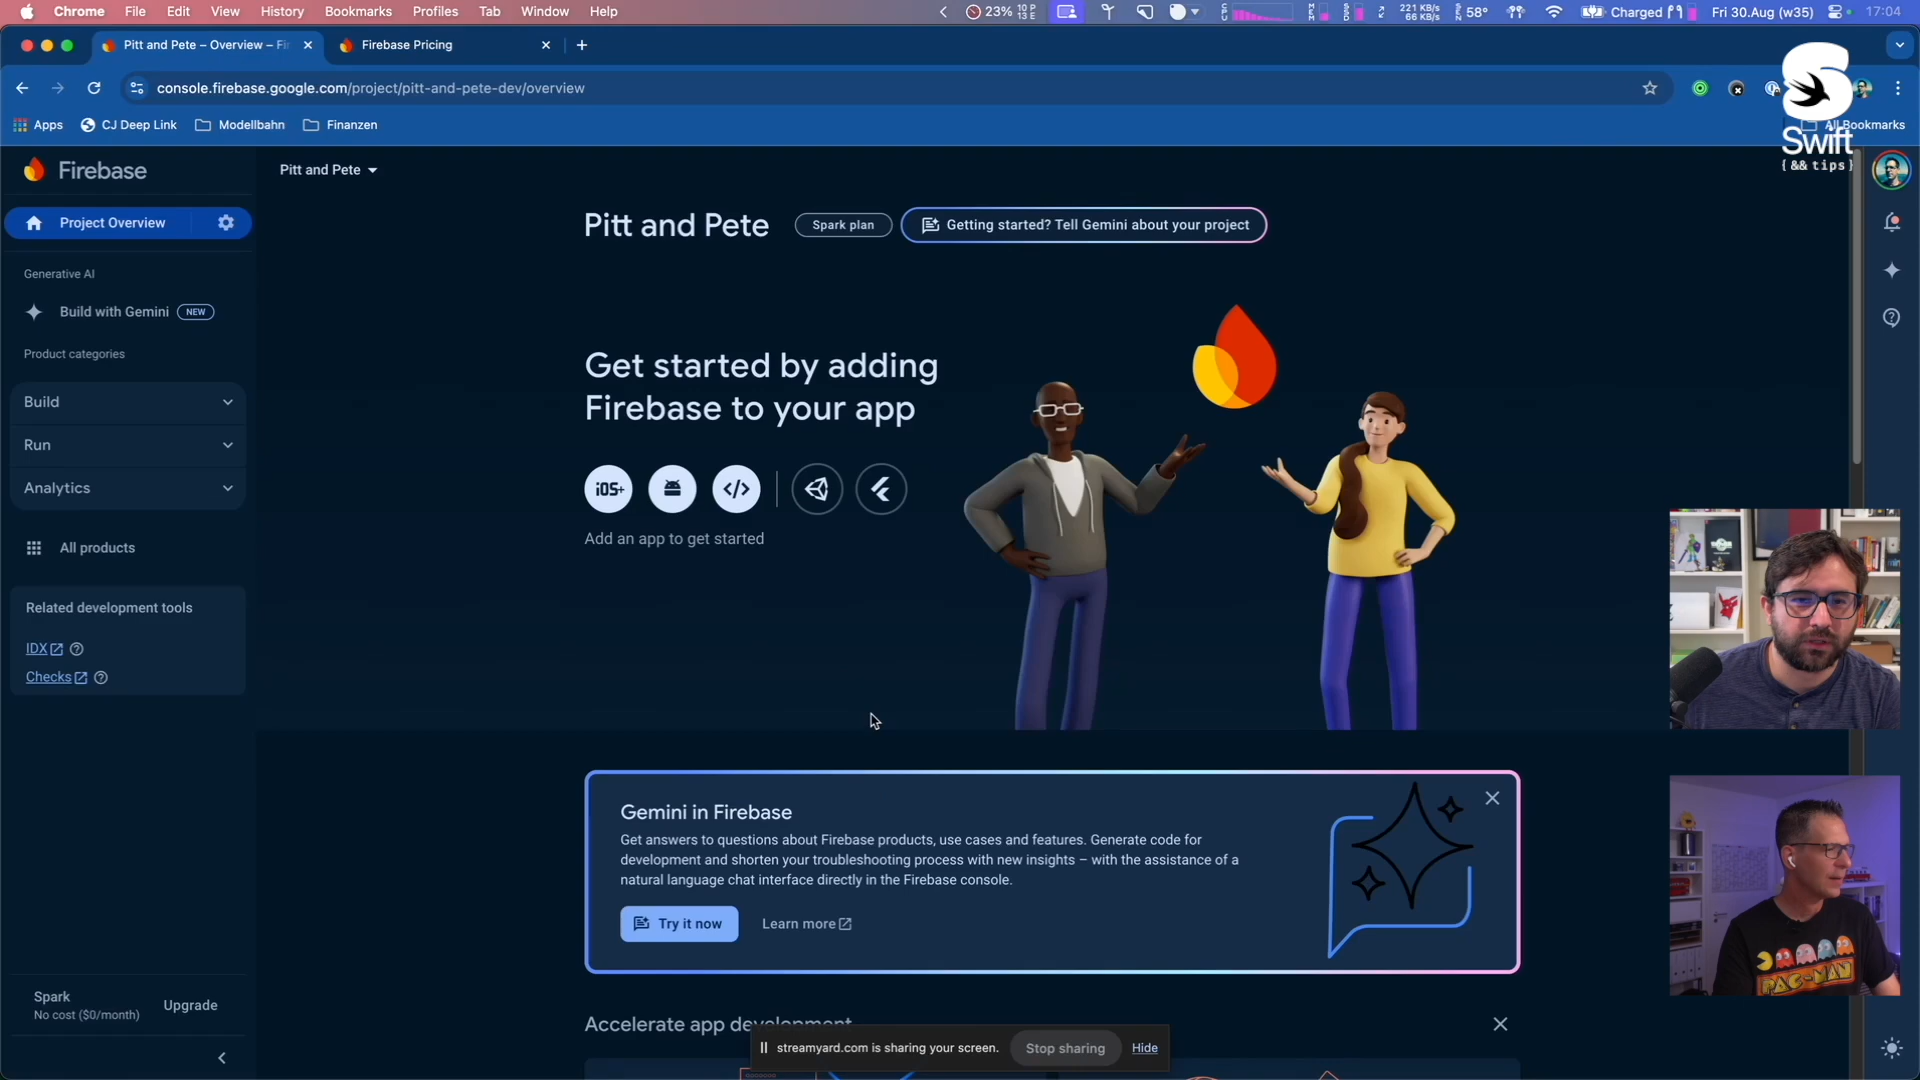 Chrome File Edit View History Bookmarks Profiles Tab Window Help
23% 10 P 13 E
221 KB/s 66 KB/s
58° Charged Fri 30.Aug (w35) 17:04
Pitt and Pete – Overview – Fi
Firebase Pricing
console.firebase.google.com/project/pitt-and-pete-dev/overview
Apps CJ Deep Link Modellbahn Finanzen
All Bookmarks
Swift
{ && tips }
Firebase
Pitt and Pete
Project Overview
Pitt and Pete
Spark plan
Getting started? Tell Gemini about your project
Generative AI
Build with Gemini NEW
Product categories
Build
Run
Analytics
All products
Related development tools
IDX
Checks
Get started by adding
Firebase to your app
iOS+
Add an app to get started
Gemini in Firebase
Get answers to questions about Firebase products, use cases and features. Generate code for
development and shorten your troubleshooting process with new insights – with the assistance of a
natural language chat interface directly in the Firebase console.
Try it now
Learn more
PAC-MAN
Spark
No cost ($0/month)
Upgrade
Accelerate app development
streamyard.com is sharing your screen.
Stop sharing
Hide